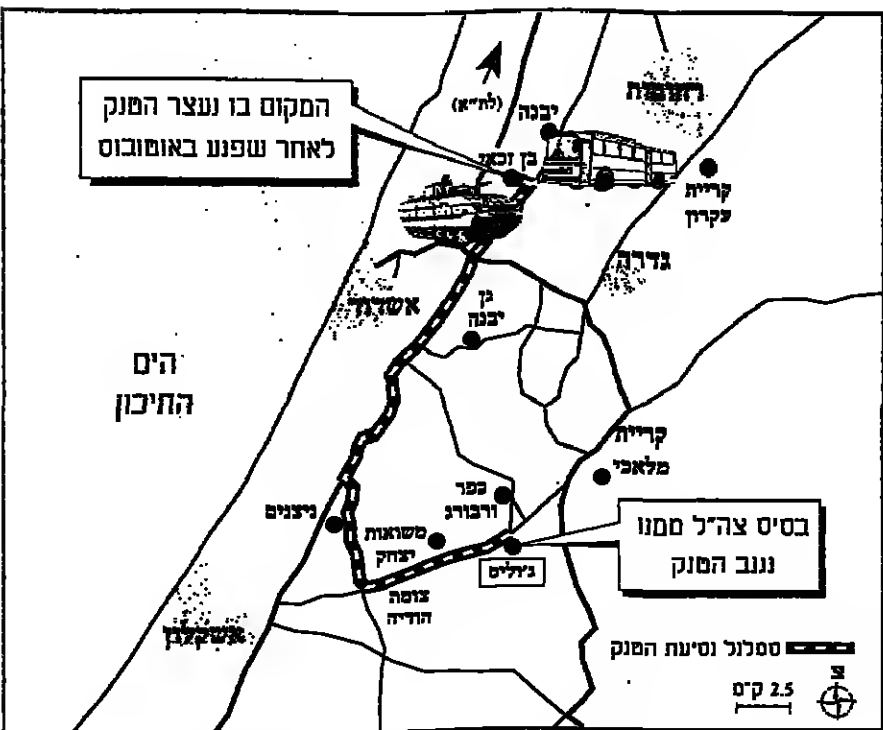 המקום בו נעצר הטנק
לאחר שפגע באוטובוס
(לת״א)
יבנה
רחובות
בן זכאי
קריית
עקרון
גדרה
אשדוד
גן
יבנה
הים
התיכון
קריית
מלאכי
כפר
ורבורג
ניצנים
משואות
יצחק
בסיס צה״ל ממנו
נגנב הטנק
ג׳וליס
צומת
הודיה
אשקלון
מסלול נסיעת הטנק
2.5 ק״מ
צ